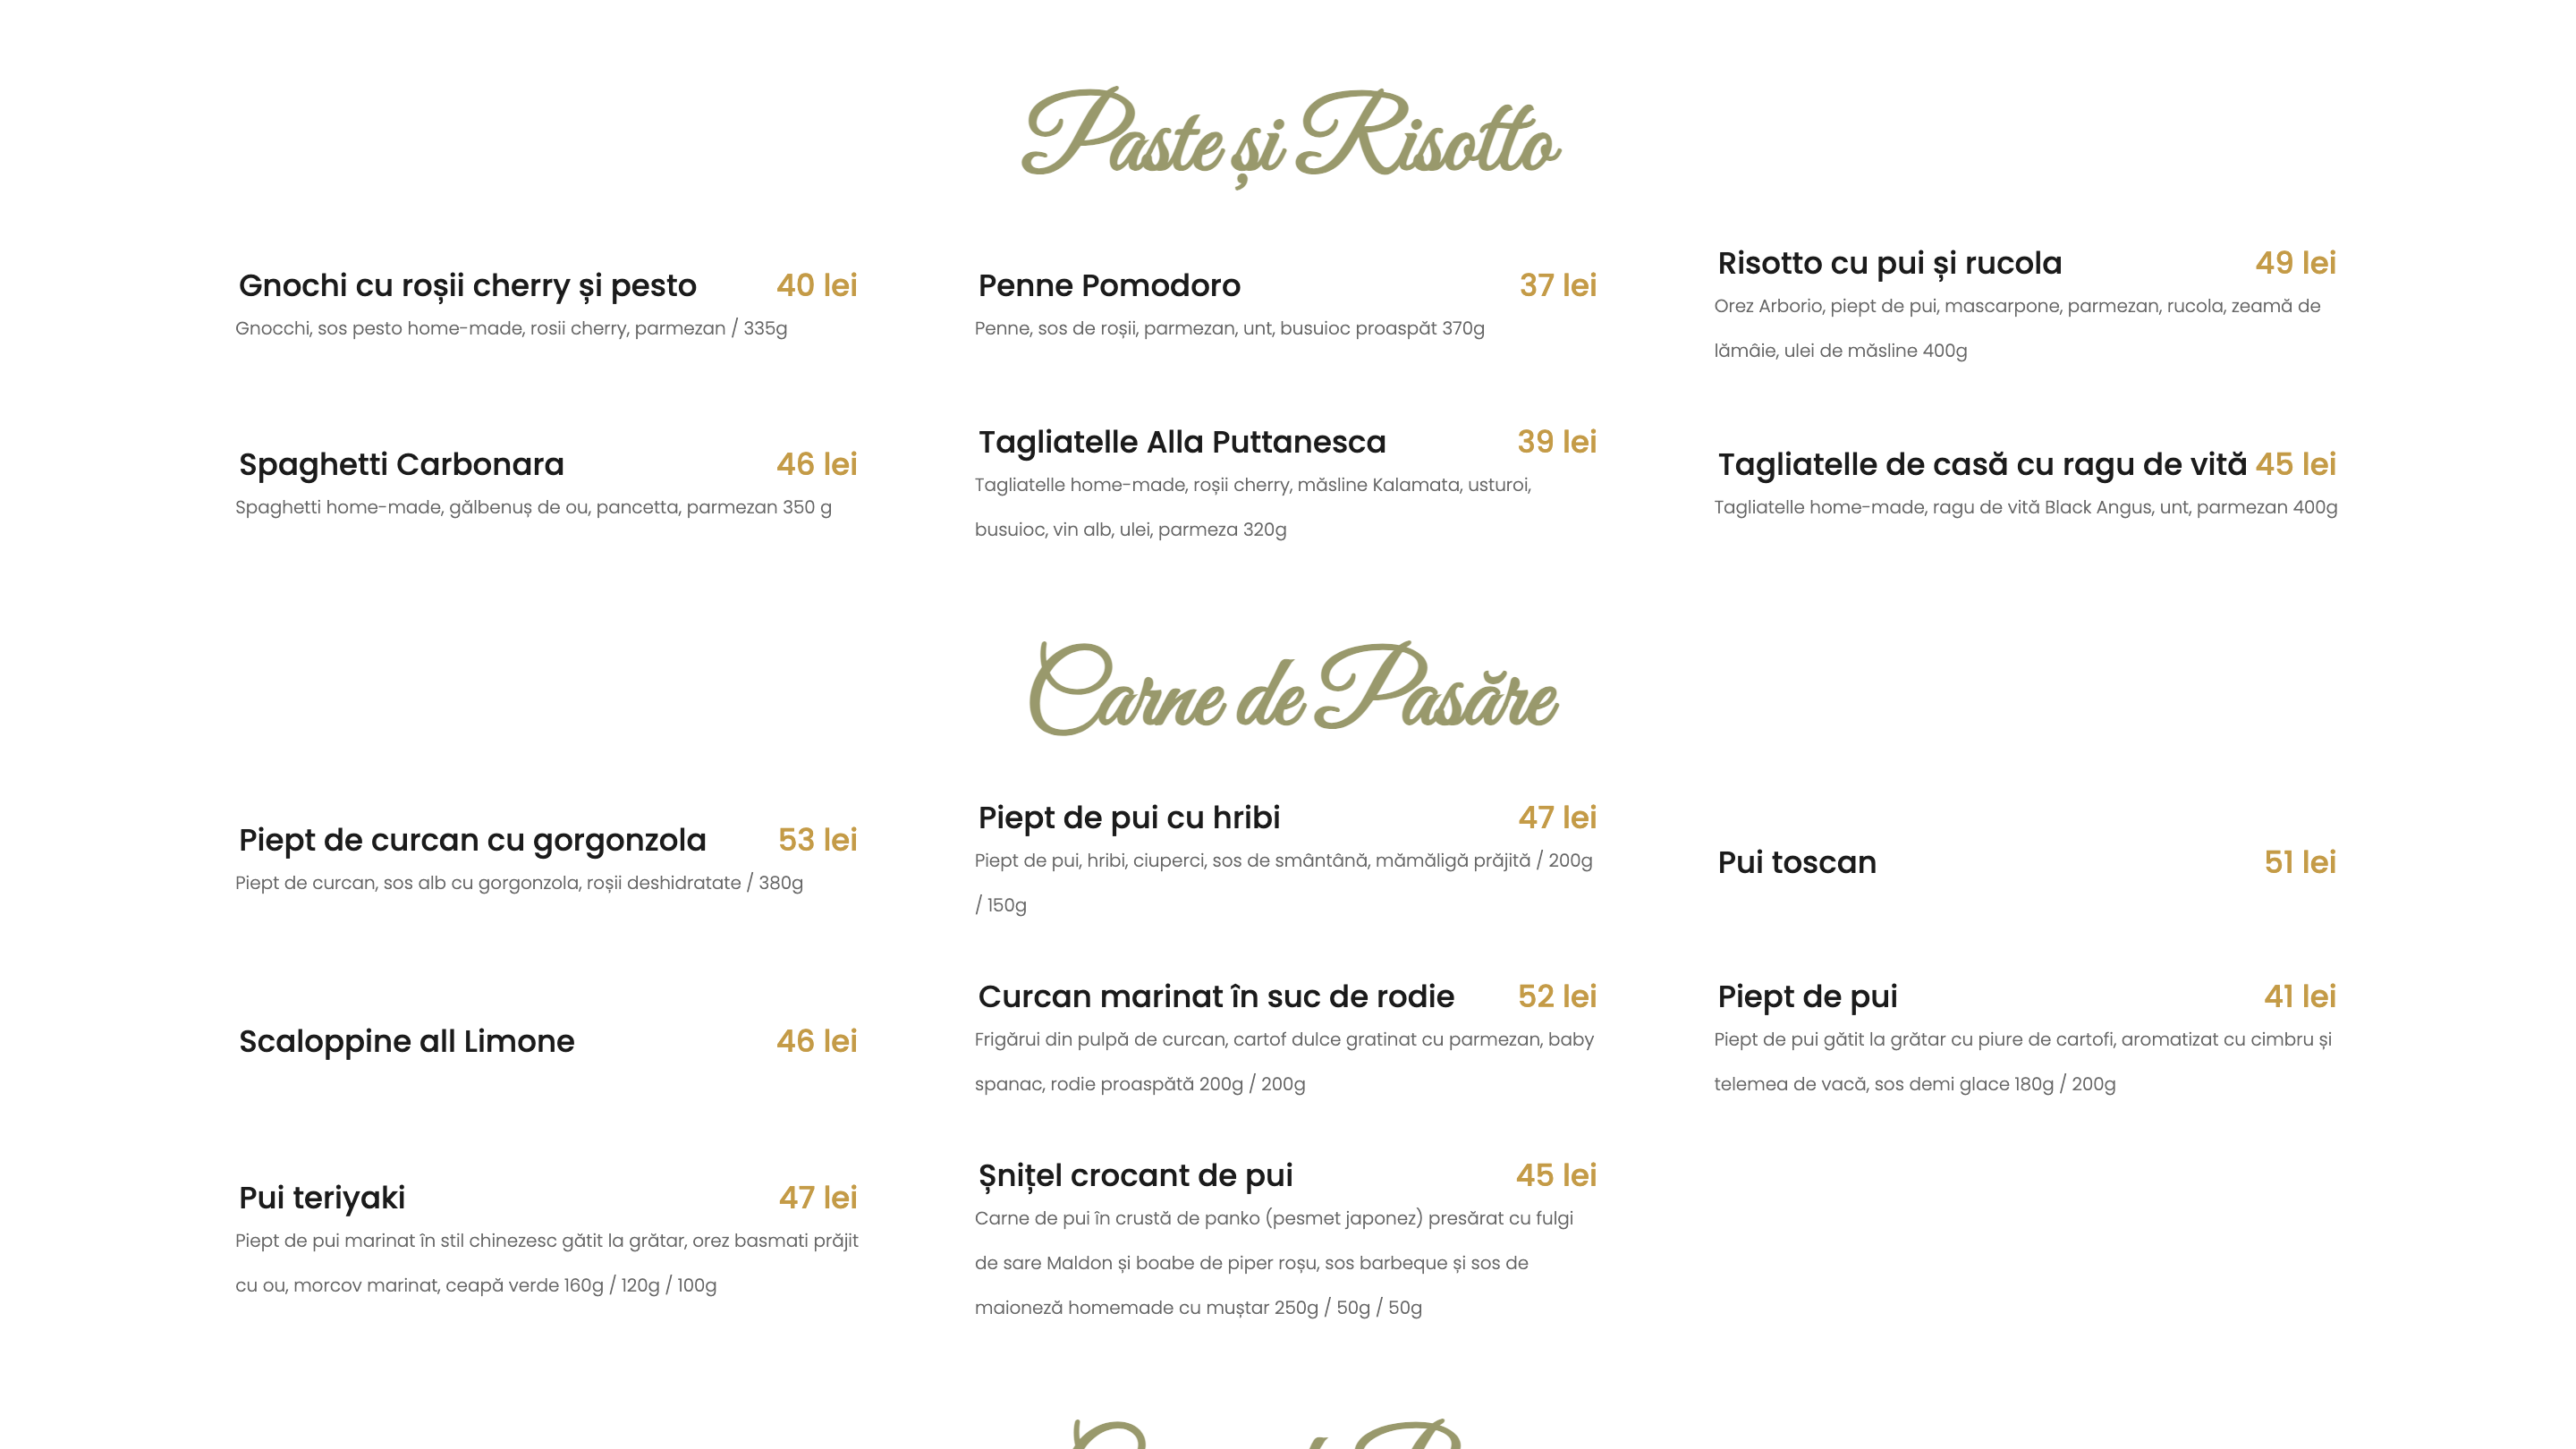 Paste și Risotto
Gnochi cu roșii cherry și pesto 40 lei
Gnocchi, sos pesto home-made, rosii cherry, parmezan / 335g
Penne Pomodoro 37 lei
Penne, sos de roșii, parmezan, unt, busuioc proaspăt 370g
Risotto cu pui și rucola 49 lei
Orez Arborio, piept de pui, mascarpone, parmezan, rucola, zeamă de
lămâie, ulei de măsline 400g
Spaghetti Carbonara 46 lei
Spaghetti home-made, gălbenuș de ou, pancetta, parmezan 350 g
Tagliatelle Alla Puttanesca 39 lei
Tagliatelle home-made, roșii cherry, măsline Kalamata, usturoi,
busuioc, vin alb, ulei, parmeza 320g
Tagliatelle de casă cu ragu de vită 45 lei
Tagliatelle home-made, ragu de vită Black Angus, unt, parmezan 400g
Carne de Pasăre
Piept de curcan cu gorgonzola 53 lei
Piept de curcan, sos alb cu gorgonzola, roșii deshidratate / 380g
Piept de pui cu hribi 47 lei
Piept de pui, hribi, ciuperci, sos de smântână, mămăligă prăjită / 200g
/ 150g
Pui toscan 51 lei
Scaloppine all Limone 46 lei
Curcan marinat în suc de rodie 52 lei
Frigărui din pulpă de curcan, cartof dulce gratinat cu parmezan, baby
spanac, rodie proaspătă 200g / 200g
Piept de pui 41 lei
Piept de pui gătit la grătar cu piure de cartofi, aromatizat cu cimbru și
telemea de vacă, sos demi glace 180g / 200g
Pui teriyaki 47 lei
Piept de pui marinat în stil chinezesc gătit la grătar, orez basmati prăjit
cu ou, morcov marinat, ceapă verde 160g / 120g / 100g
Șnițel crocant de pui 45 lei
Carne de pui în crustă de panko (pesmet japonez) presărat cu fulgi
de sare Maldon și boabe de piper roșu, sos barbeque și sos de
maioneză homemade cu muștar 250g / 50g / 50g